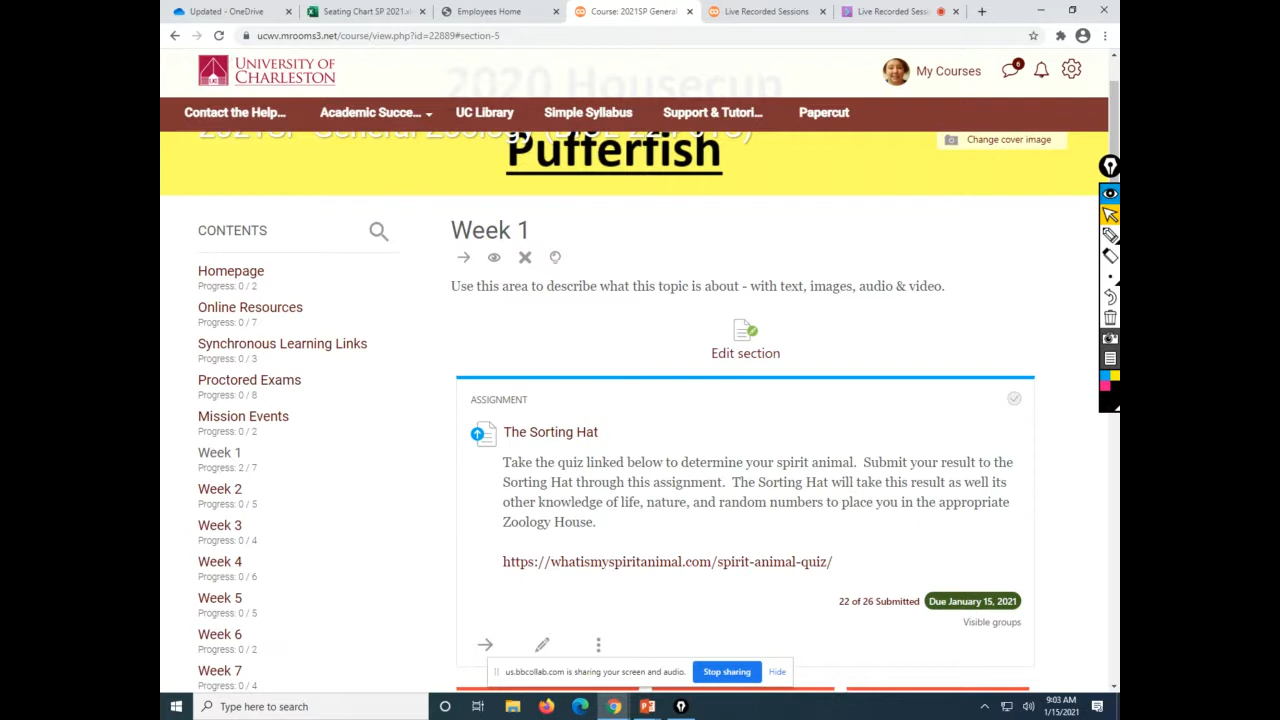 Updated - OneDrive
Seating Chart SP 2021.xl
Employees Home
Course: 2021SP General
Live Recorded Sessions
Live Recorded Sessi
ucwv.mrooms3.net/course/view.php?id=22889#section-5
UNIVERSITY OF
CHARLESTON
2020 Housecup
My Courses
6
Contact the Help...
Academic Succe...
UC Library
Simple Syllabus
Support & Tutori...
Papercut
2021SP General Zoology
Pufferfish
Change cover image
CONTENTS
Homepage
Progress: 0 / 2
Online Resources
Progress: 0 / 7
Synchronous Learning Links
Progress: 0 / 3
Proctored Exams
Progress: 0 / 8
Mission Events
Progress: 0 / 2
Week 1
Progress: 2 / 7
Week 2
Progress: 0 / 5
Week 3
Progress: 0 / 4
Week 4
Progress: 0 / 6
Week 5
Progress: 0 / 5
Week 6
Progress: 0 / 2
Week 7
Progress: 0 / 4
Week 1
Use this area to describe what this topic is about - with text, images, audio & video.
Edit section
ASSIGNMENT
The Sorting Hat
Take the quiz linked below to determine your spirit animal. Submit your result to the
Sorting Hat through this assignment. The Sorting Hat will take this result as well its
other knowledge of life, nature, and random numbers to place you in the appropriate
Zoology House.
https://whatismyspiritanimal.com/spirit-animal-quiz/
22 of 26 Submitted
Due January 15, 2021
Visible groups
us.bbcollab.com is sharing your screen and audio.
Stop sharing
Hide
Type here to search
9:03 AM
1/15/2021